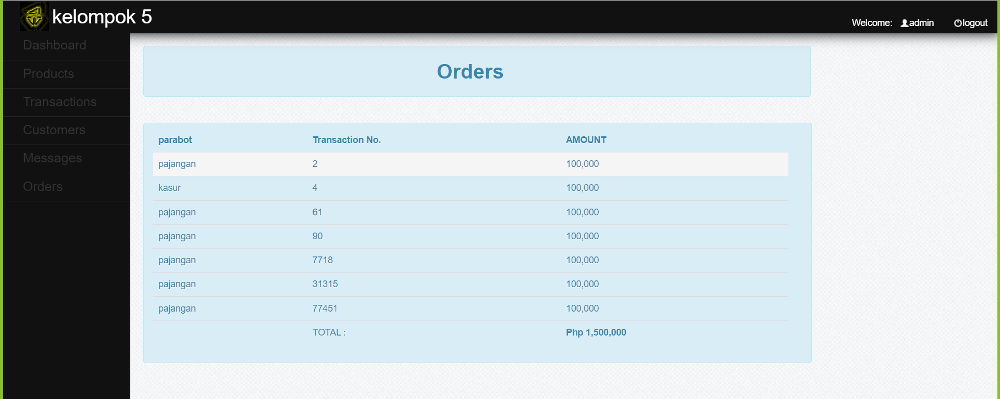 kelompok 5
Welcome: admin logout
Dashboard
Products
Transactions
Customers
Messages
Orders
Orders
parabot Transaction No. AMOUNT
pajangan 2 100,000
kasur 4 100,000
pajangan 61 100,000
pajangan 90 100,000
pajangan 7718 100,000
pajangan 31315 100,000
pajangan 77451 100,000
TOTAL : Php 1,500,000